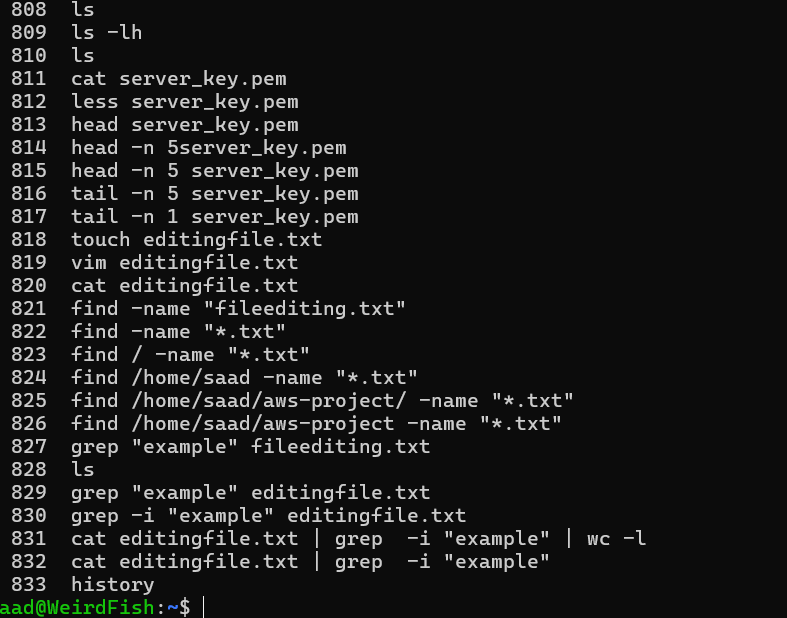 808  ls
809  ls -lh
810  ls
811  cat server_key.pem
812  less server_key.pem
813  head server_key.pem
814  head -n 5server_key.pem
815  head -n 5 server_key.pem
816  tail -n 5 server_key.pem
817  tail -n 1 server_key.pem
818  touch editingfile.txt
819  vim editingfile.txt
820  cat editingfile.txt
821  find -name "fileediting.txt"
822  find -name "*.txt"
823  find / -name "*.txt"
824  find /home/saad -name "*.txt"
825  find /home/saad/aws-project/ -name "*.txt"
826  find /home/saad/aws-project -name "*.txt"
827  grep "example" fileediting.txt
828  ls
829  grep "example" editingfile.txt
830  grep -i "example" editingfile.txt
831  cat editingfile.txt | grep  -i "example" | wc -l
832  cat editingfile.txt | grep  -i "example"
833  history
aad@WeirdFish:~$